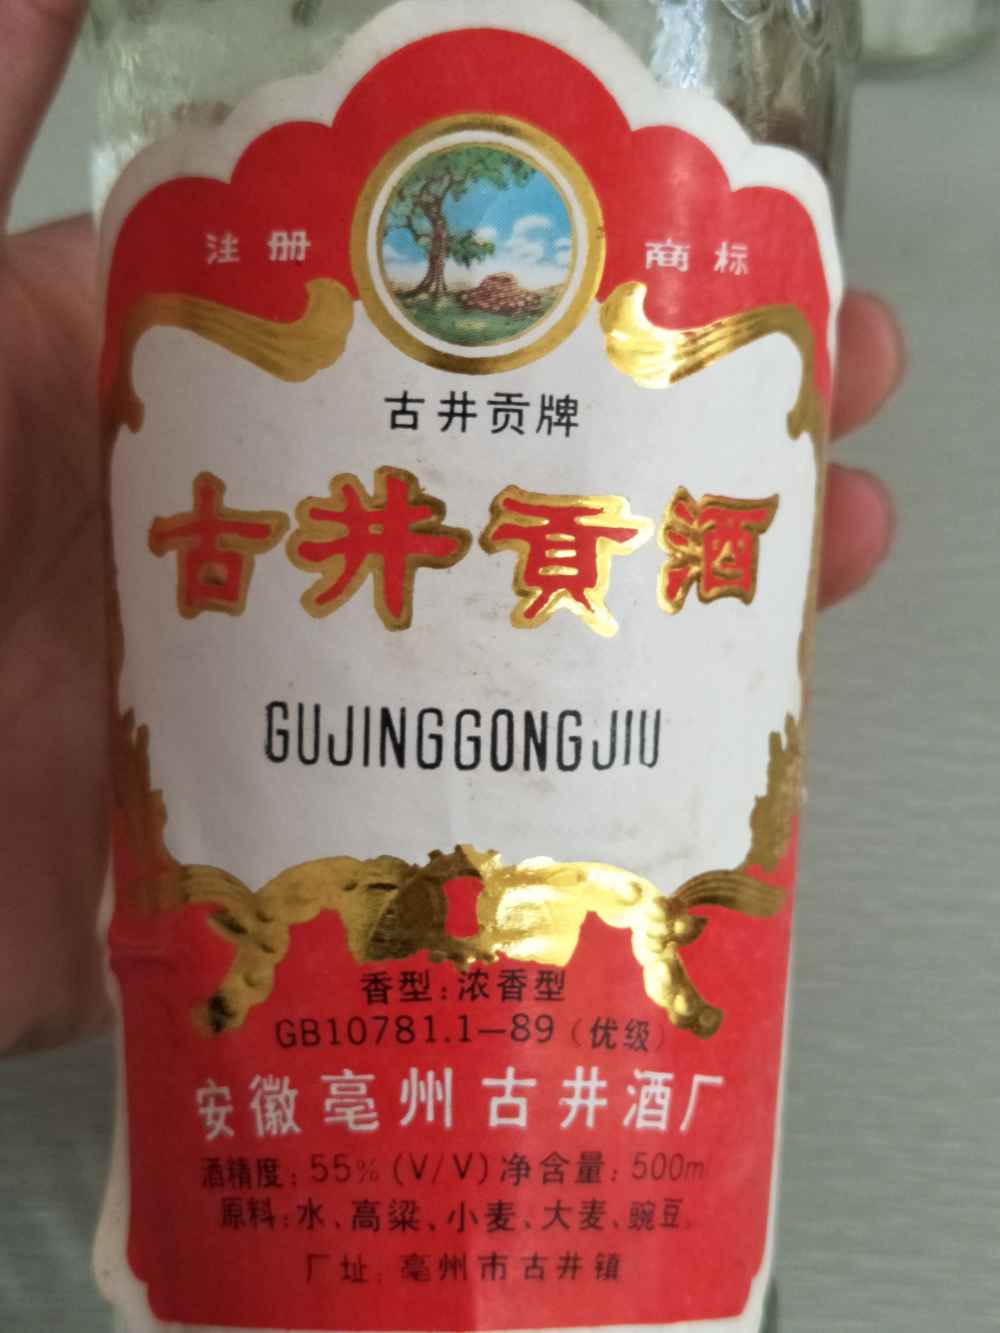 注册 商标
古井贡牌
古井贡酒
GUJINGGONGJIU
香型：浓香型
GB10781.1—89（优级）
安徽亳州古井酒厂
酒精度：55%(V/V)净含量：500ml
原料：水、高粱、小麦、大麦、豌豆。
厂址：亳州市古井镇